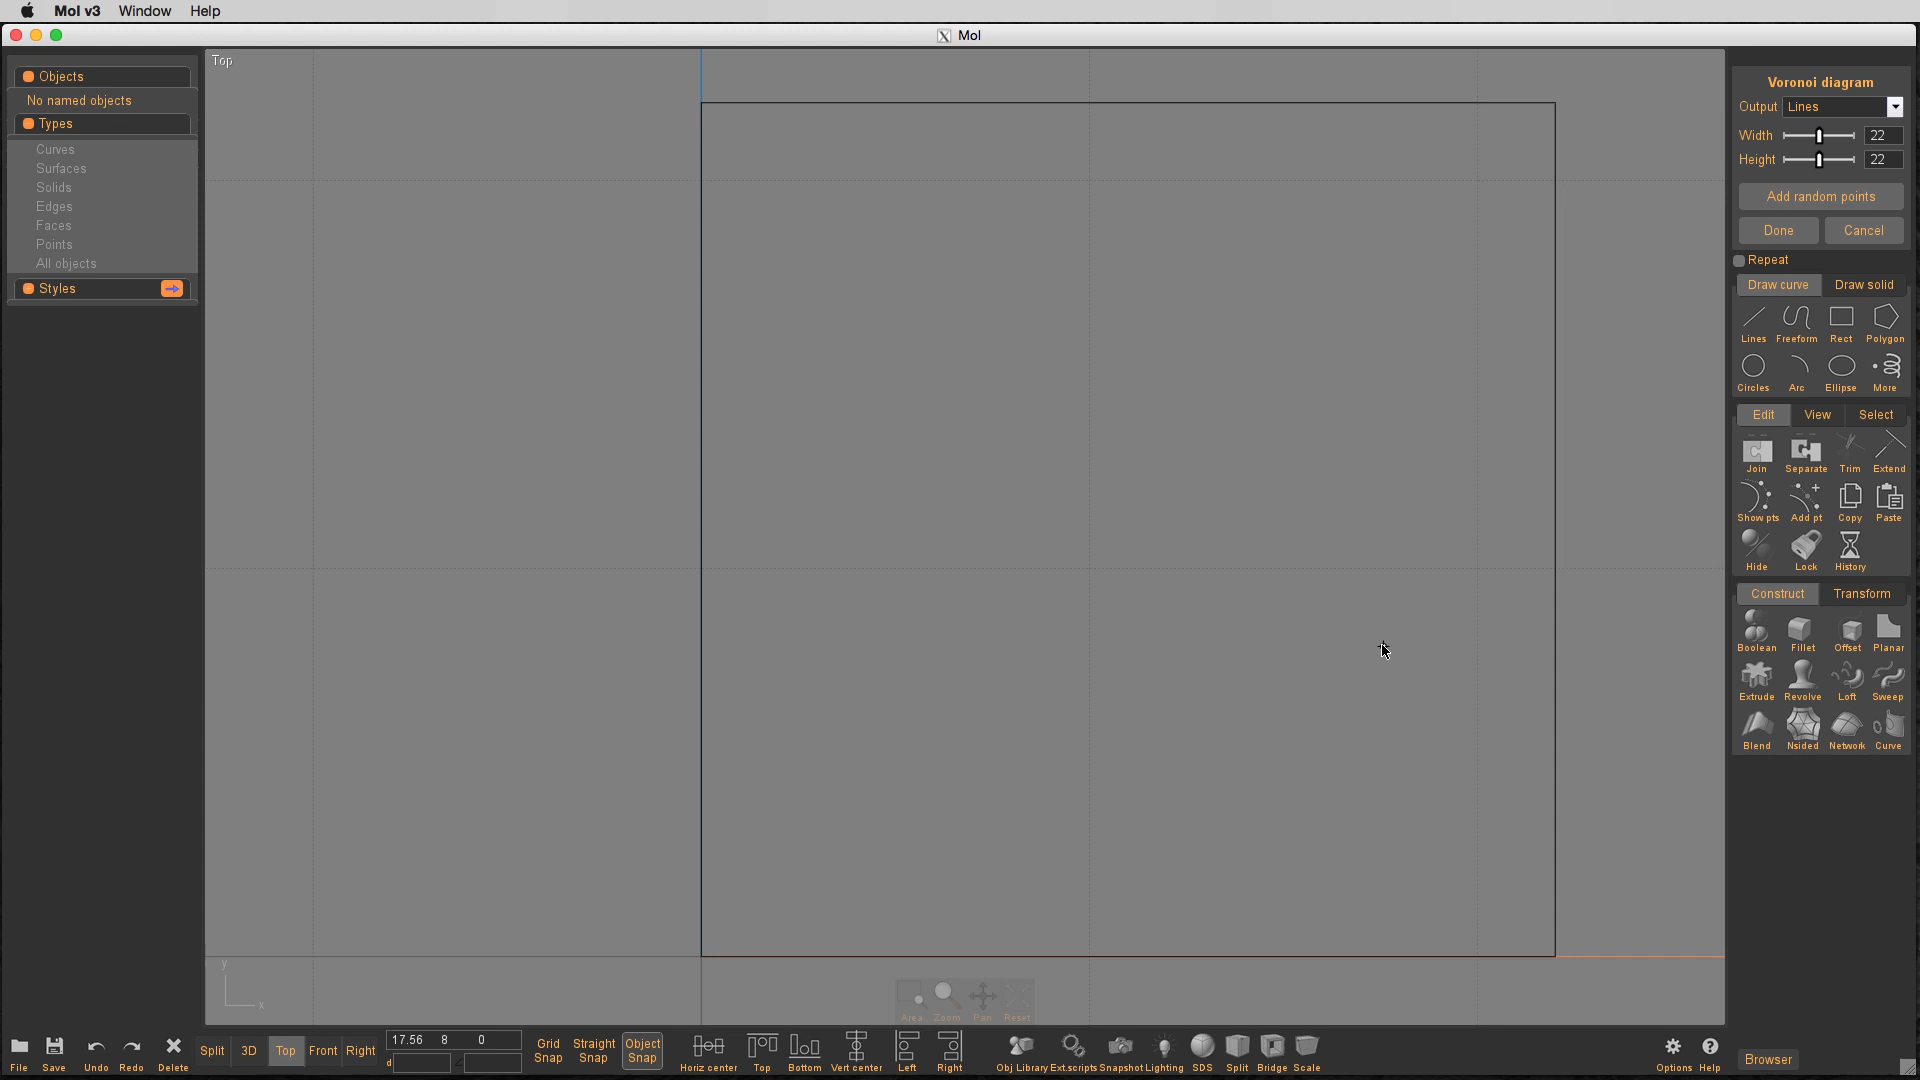 MoI v3 Window Help
MoI
Objects
No named objects
Types
Curves
Surfaces
Solids
Edges
Faces
Points
All objects
Styles
Top
Voronoi diagram
Output Lines
Width 22
Height 22
Add random points
Done Cancel
Repeat
Draw curve Draw solid
Lines Freeform Rect Polygon
Circles Arc Ellipse More
Edit View Select
Join Separate Trim Extend
Show pts Add pt Copy Paste
Hide Lock History
Construct Transform
Boolean Fillet Offset Planar
Extrude Revolve Loft Sweep
Blend Nsided Network Curve
y
x
Area Zoom Pan Reset
File Save Undo Redo Delete
Split 3D Top Front Right
17.56 8 0
d
Grid Snap
Straight Snap
Object Snap
Horiz center Top Bottom Vert center Left Right
Obj Library Ext.scripts Snapshot Lighting SDS Split Bridge Scale
Options Help
Browser